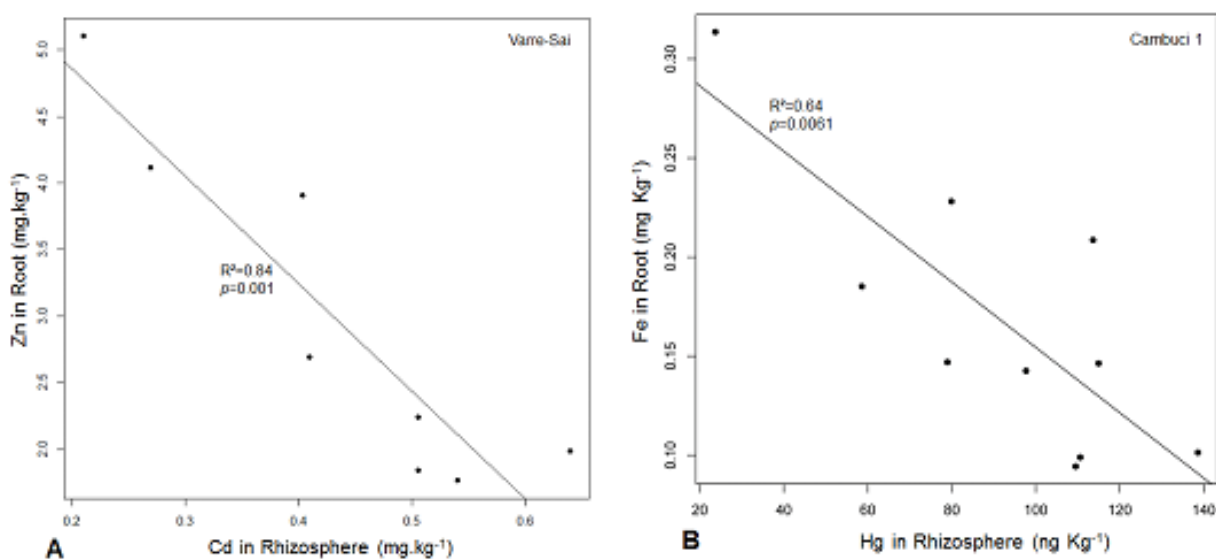 Varre-Sai
Zn in Root (mg.kg⁻¹)
5.0
4.5
4.0
3.5
3.0
2.5
2.0
R²=0.84
p=0.001
0.2 0.3 0.4 0.5 0.6
A Cd in Rhizosphere (mg.kg⁻¹)
Cambuci 1
Fe in Root (mg Kg⁻¹)
0.30
0.25
0.20
0.15
0.10
R²=0.64
p=0.0061
20 40 60 80 100 120 140
B Hg in Rhizosphere (ng Kg⁻¹)